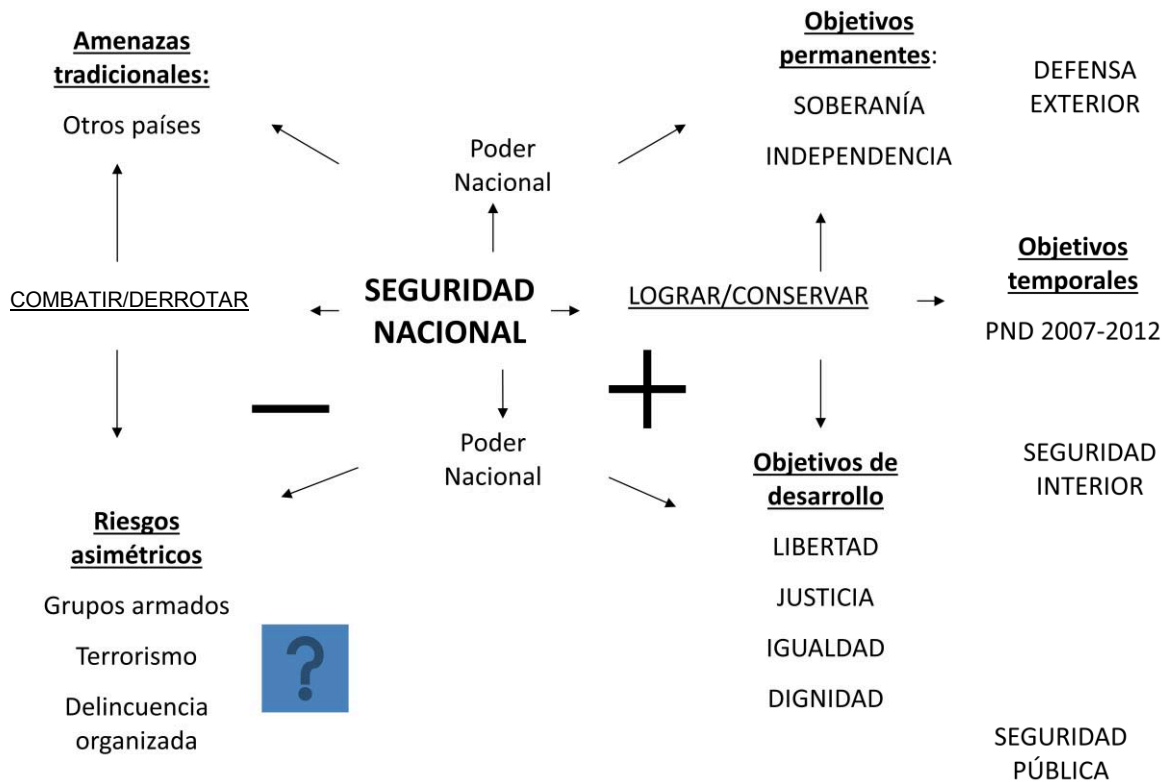 Amenazas
tradicionales:
Otros países
Poder
Nacional
Objetivos
permanentes:
SOBERANÍA
INDEPENDENCIA
DEFENSA
EXTERIOR
COMBATIR/DERROTAR
SEGURIDAD
NACIONAL
LOGRAR/CONSERVAR
Objetivos
temporales
PND 2007-2012
Poder
Nacional
Riesgos
asimétricos
Grupos armados
Terrorismo
Delincuencia
organizada
?
Objetivos de
desarrollo
LIBERTAD
JUSTICIA
IGUALDAD
DIGNIDAD
SEGURIDAD
INTERIOR
SEGURIDAD
PÚBLICA